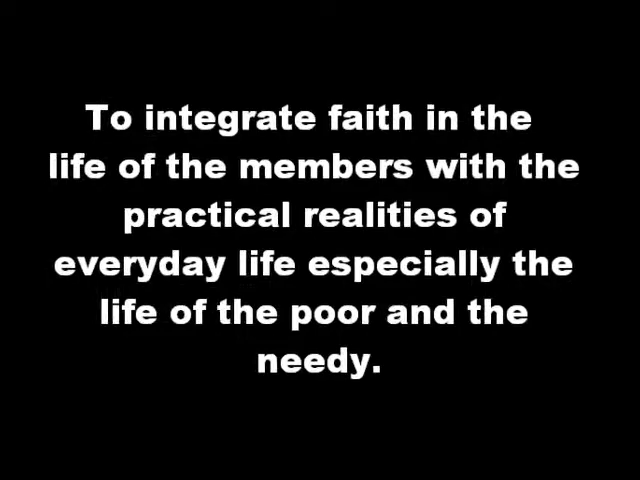 To integrate faith in the
life of the members with the
practical realities of
everyday life especially the
life of the poor and the
needy.